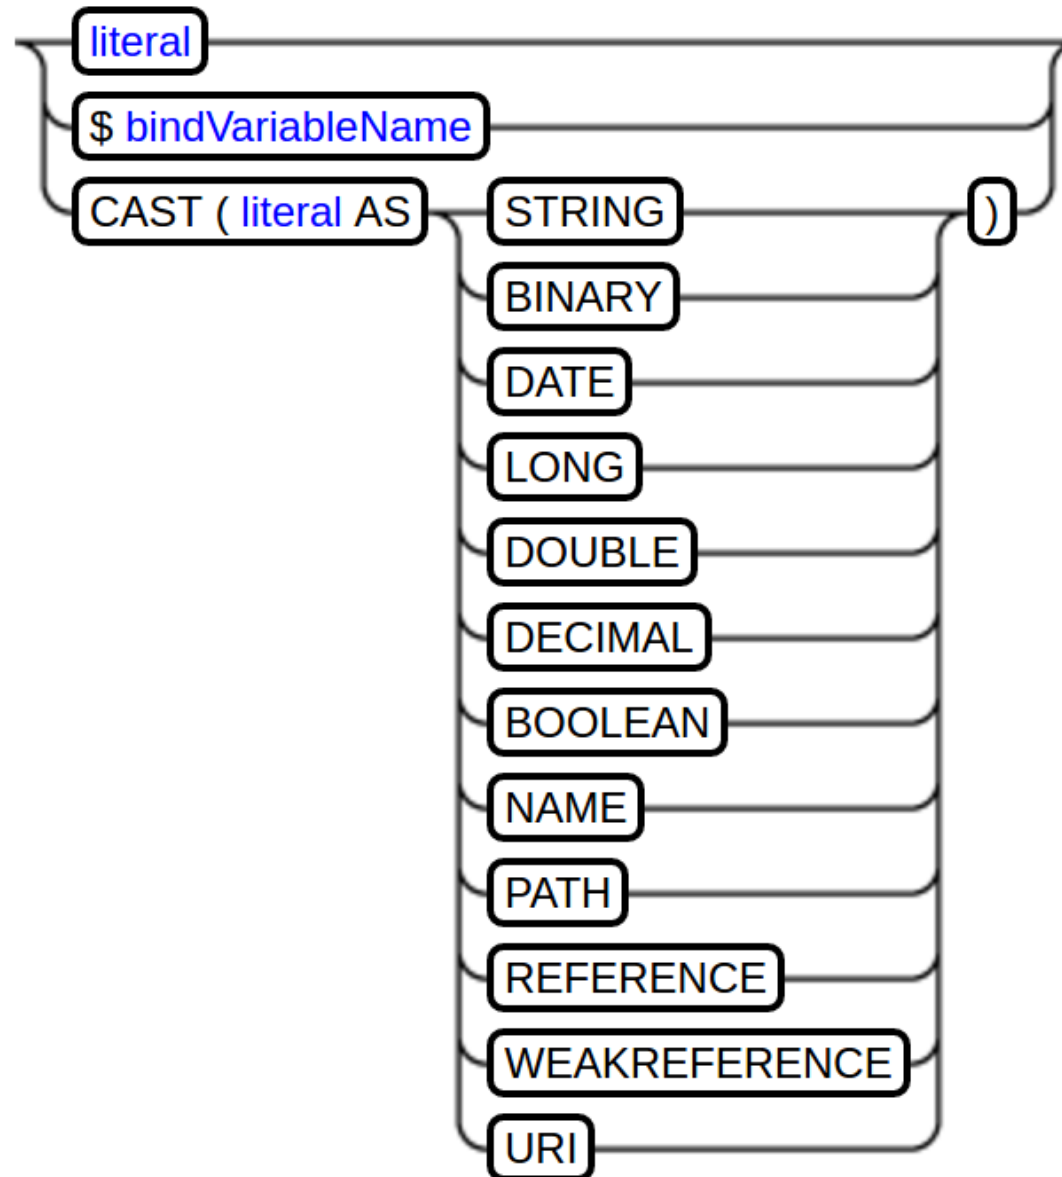 literal
$ bindVariableName
CAST ( literal AS STRING )
BINARY
DATE
LONG
DOUBLE
DECIMAL
BOOLEAN
NAME
PATH
REFERENCE
WEAKREFERENCE
URI